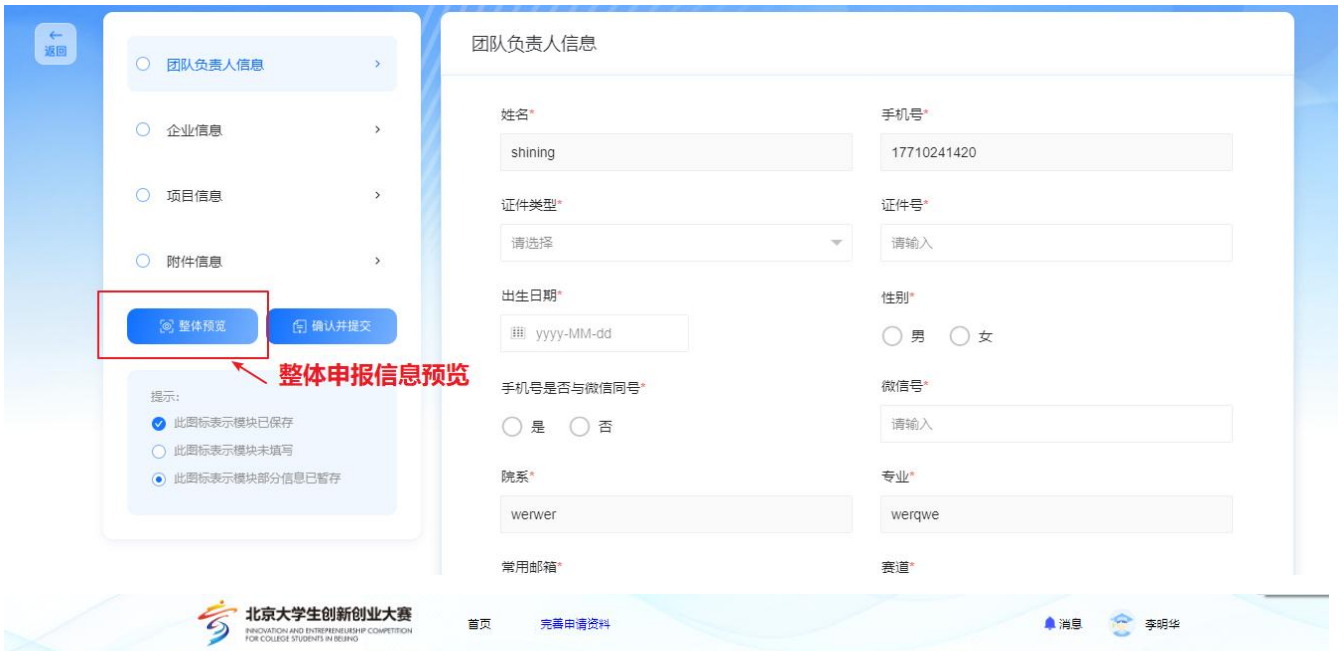 返回
团队负责人信息
企业信息
项目信息
附件信息
整体预览
确认并提交
整体申报信息预览
提示:
此图标表示模块已保存
此图标表示模块未填写
此图标表示模块部分信息已暂存
团队负责人信息
姓名* 手机号*
shining 17710241420
证件类型* 证件号*
请选择 请输入
出生日期* 性别*
yyyy-MM-dd 男 女
手机号是否与微信同号* 微信号*
是 否 请输入
院系* 专业*
werwer werqwe
常用邮箱* 赛道*
北京大学生创新创业大赛 首页 完善申请资料 消息 李明华
INNOVATION AND ENTREPRENEURSHIP COMPETITION
FOR COLLEGE STUDENTS IN BEIJING